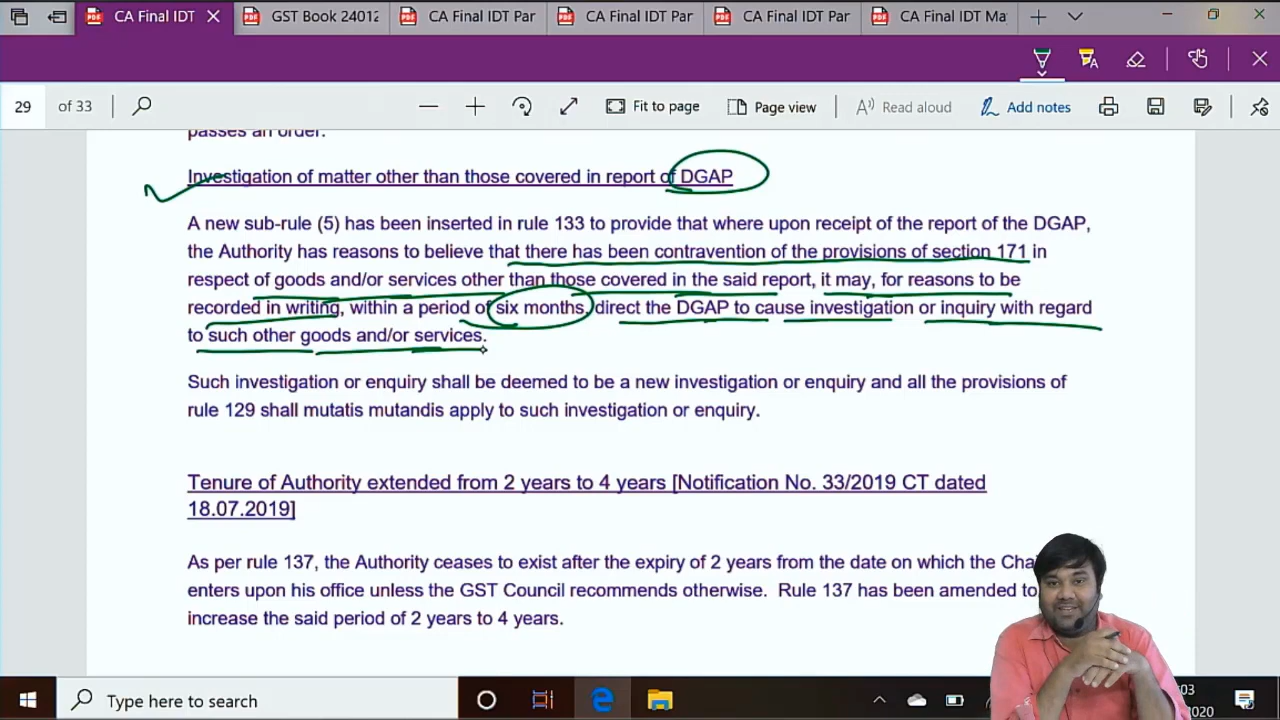 CA Final IDT
GST Book 24012
CA Final IDT Par
CA Final IDT Par
CA Final IDT Par
CA Final IDT Ma
29 of 33
Fit to page
Page view
Read aloud
Add notes
passes an order.
Investigation of matter other than those covered in report of DGAP
A new sub-rule (5) has been inserted in rule 133 to provide that where upon receipt of the report of the DGAP,
the Authority has reasons to believe that there has been contravention of the provisions of section 171 in
respect of goods and/or services other than those covered in the said report, it may, for reasons to be
recorded in writing, within a period of six months, direct the DGAP to cause investigation or inquiry with regard
to such other goods and/or services.
Such investigation or enquiry shall be deemed to be a new investigation or enquiry and all the provisions of
rule 129 shall mutatis mutandis apply to such investigation or enquiry.
Tenure of Authority extended from 2 years to 4 years [Notification No. 33/2019 CT dated
18.07.2019]
As per rule 137, the Authority ceases to exist after the expiry of 2 years from the date on which the Chai
enters upon his office unless the GST Council recommends otherwise. Rule 137 has been amended to
increase the said period of 2 years to 4 years.
Type here to search
03
2020